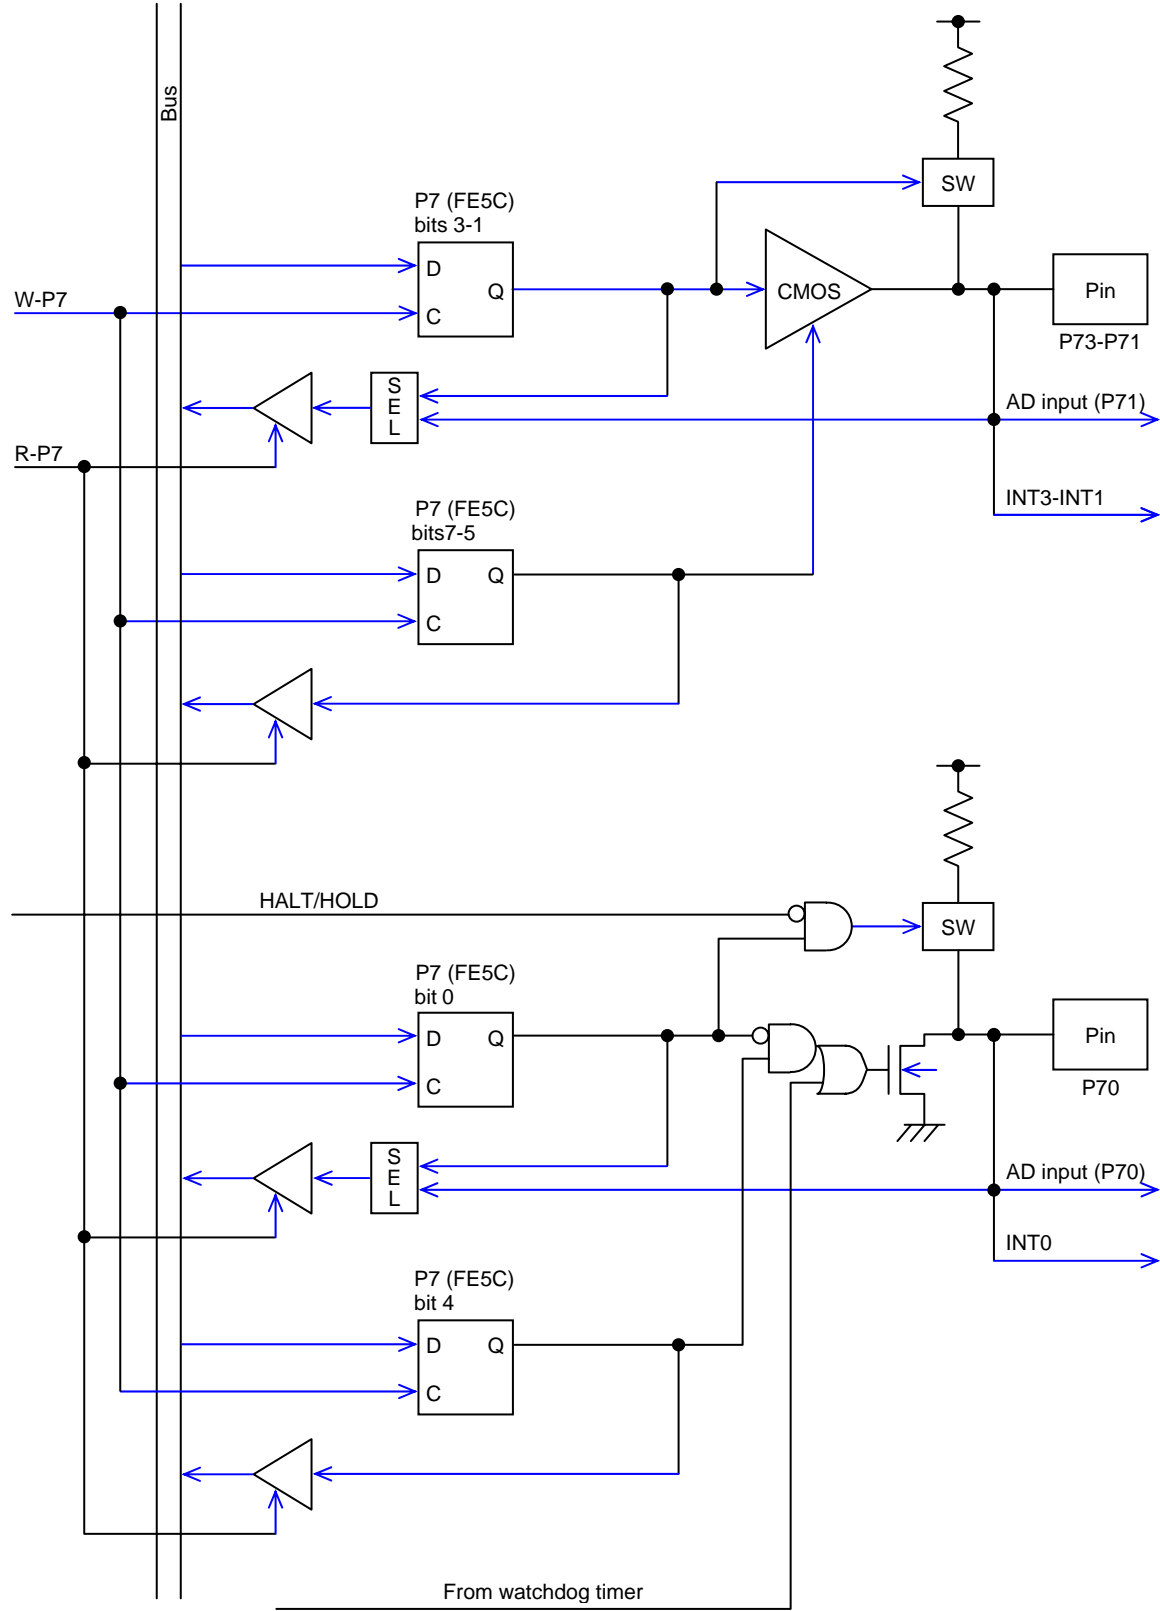 Bus
SW
P7 (FE5C)
bits 3-1
D
Q
C
CMOS
Pin
P73-P71
W-P7
S
E
L
AD input (P71)
R-P7
INT3-INT1
P7 (FE5C)
bits7-5
D
Q
C
HALT/HOLD
SW
P7 (FE5C)
bit 0
D
Q
C
Pin
P70
S
E
L
AD input (P70)
INT0
P7 (FE5C)
bit 4
D
Q
C
From watchdog timer